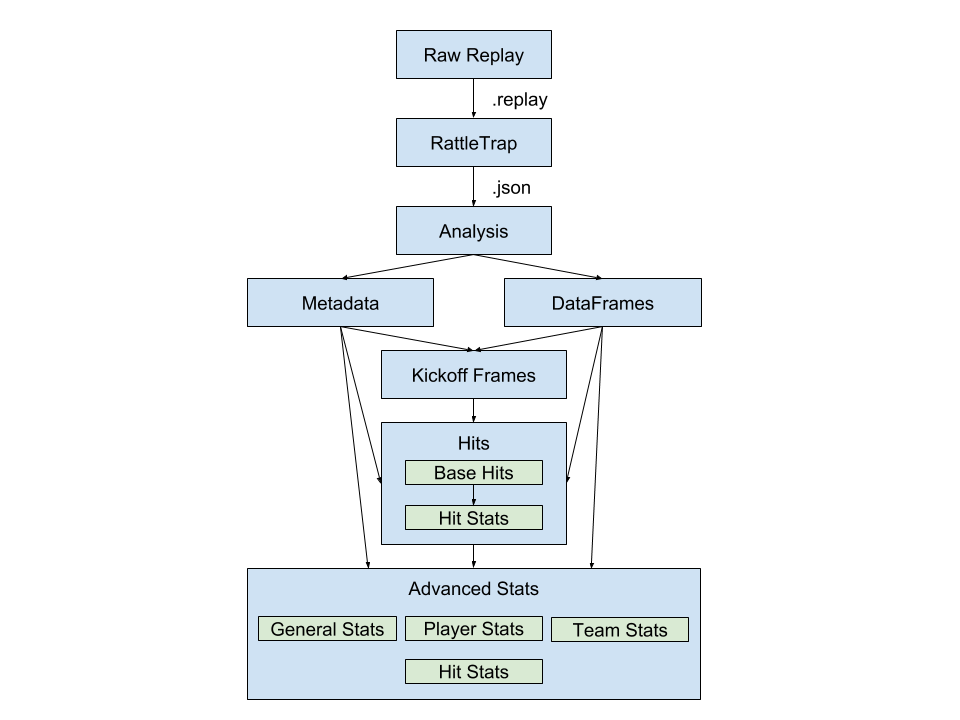 Raw Replay
.replay
RattleTrap
.json
Analysis
Metadata
DataFrames
Kickoff Frames
Hits
Base Hits
Hit Stats
Advanced Stats
General Stats
Player Stats
Team Stats
Hit Stats